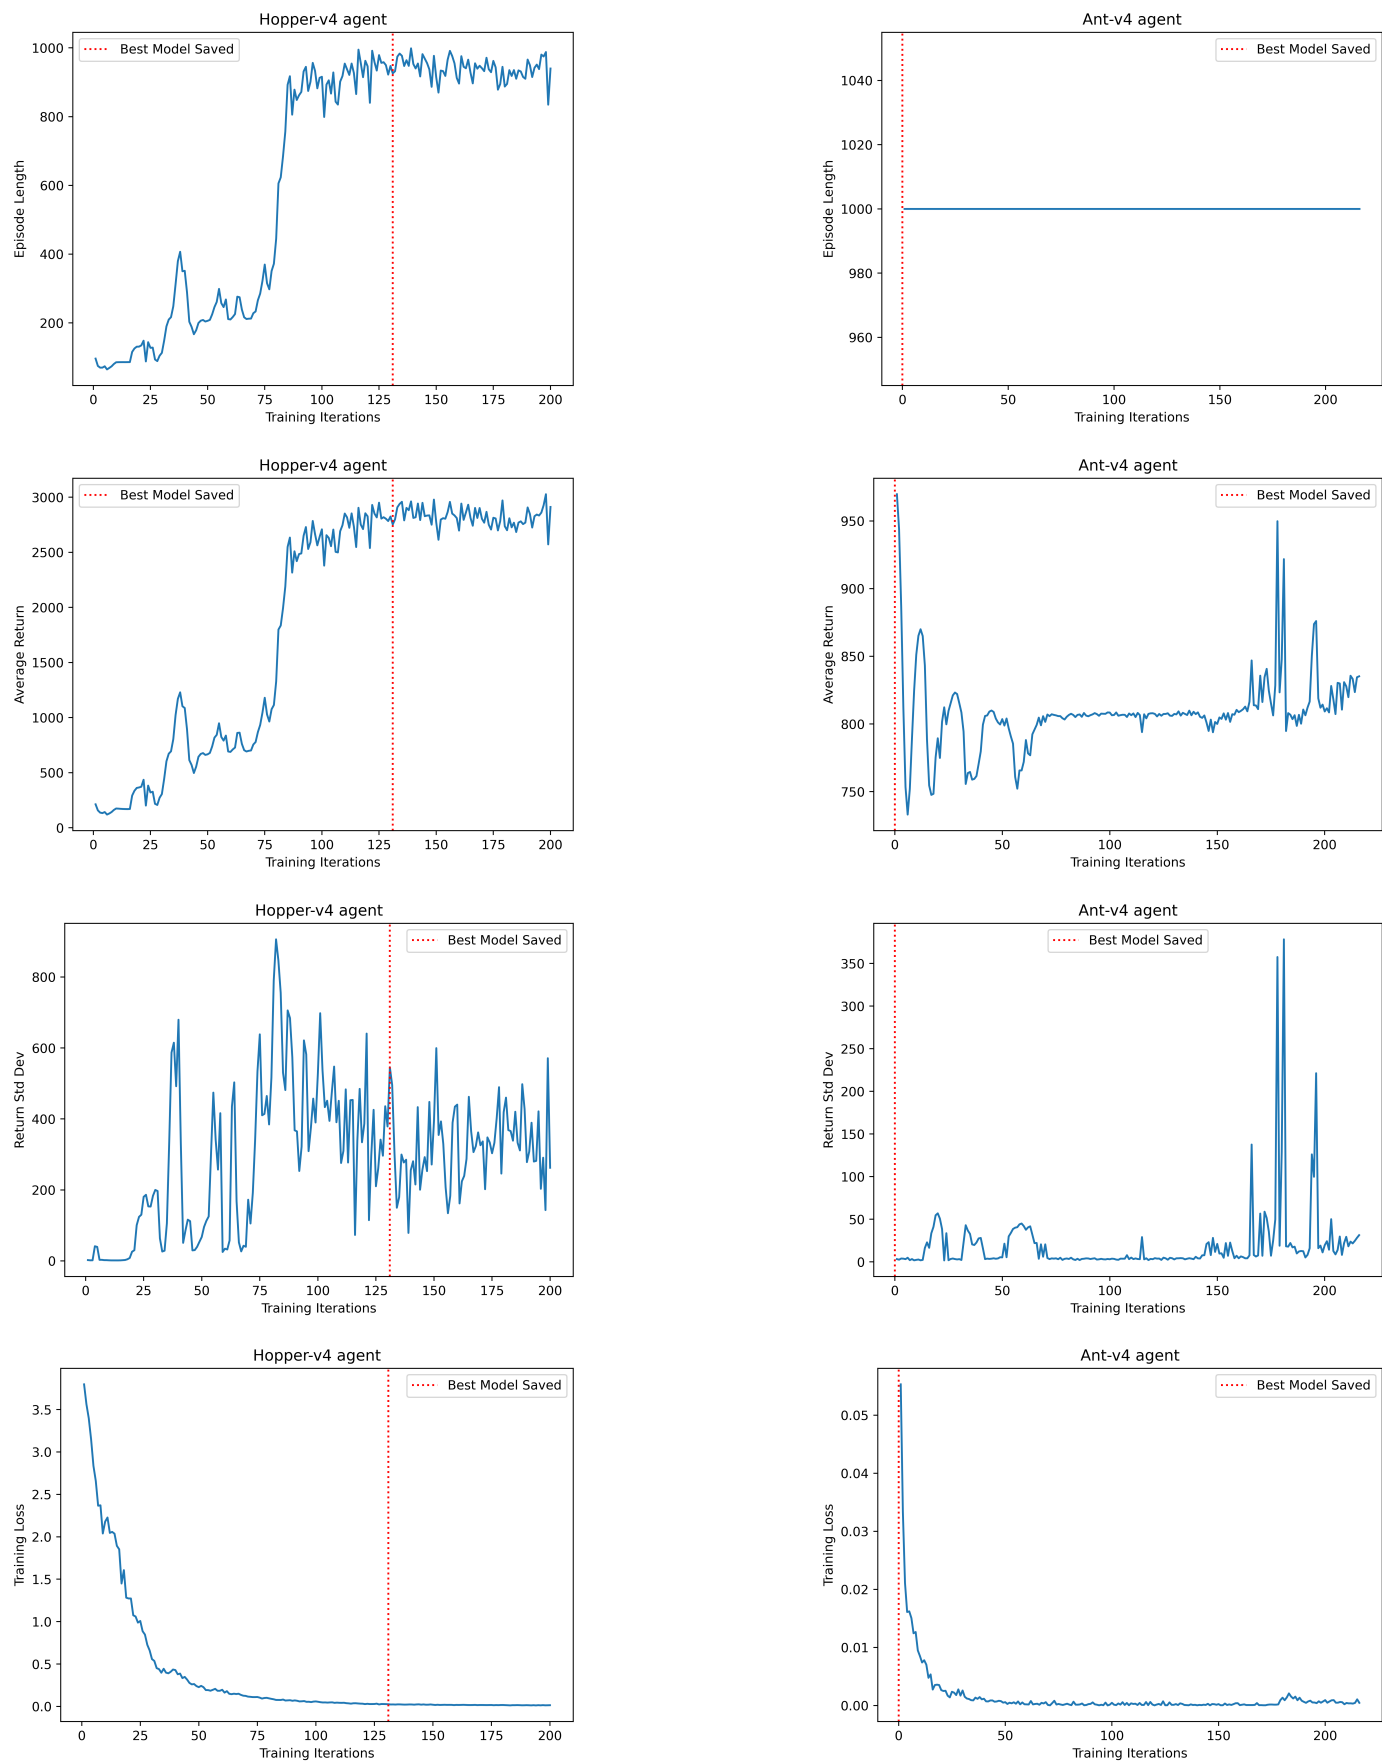 Hopper-v4 agent
Best Model Saved
Episode Length
1000
800
600
400
200
0 25 50 75 100 125 150 175 200
Training Iterations
Ant-v4 agent
Best Model Saved
Episode Length
1040
1020
1000
980
960
0 50 100 150 200
Training Iterations
Hopper-v4 agent
Best Model Saved
Average Return
3000
2500
2000
1500
1000
500
0
0 25 50 75 100 125 150 175 200
Training Iterations
Ant-v4 agent
Best Model Saved
Average Return
950
900
850
800
750
0 50 100 150 200
Training Iterations
Hopper-v4 agent
Best Model Saved
Return Std Dev
800
600
400
200
0
0 25 50 75 100 125 150 175 200
Training Iterations
Ant-v4 agent
Best Model Saved
Return Std Dev
350
300
250
200
150
100
50
0
0 50 100 150 200
Training Iterations
Hopper-v4 agent
Best Model Saved
Training Loss
3.5
3.0
2.5
2.0
1.5
1.0
0.5
0.0
0 25 50 75 100 125 150 175 200
Training Iterations
Ant-v4 agent
Best Model Saved
Training Loss
0.05
0.04
0.03
0.02
0.01
0.00
0 50 100 150 200
Training Iterations